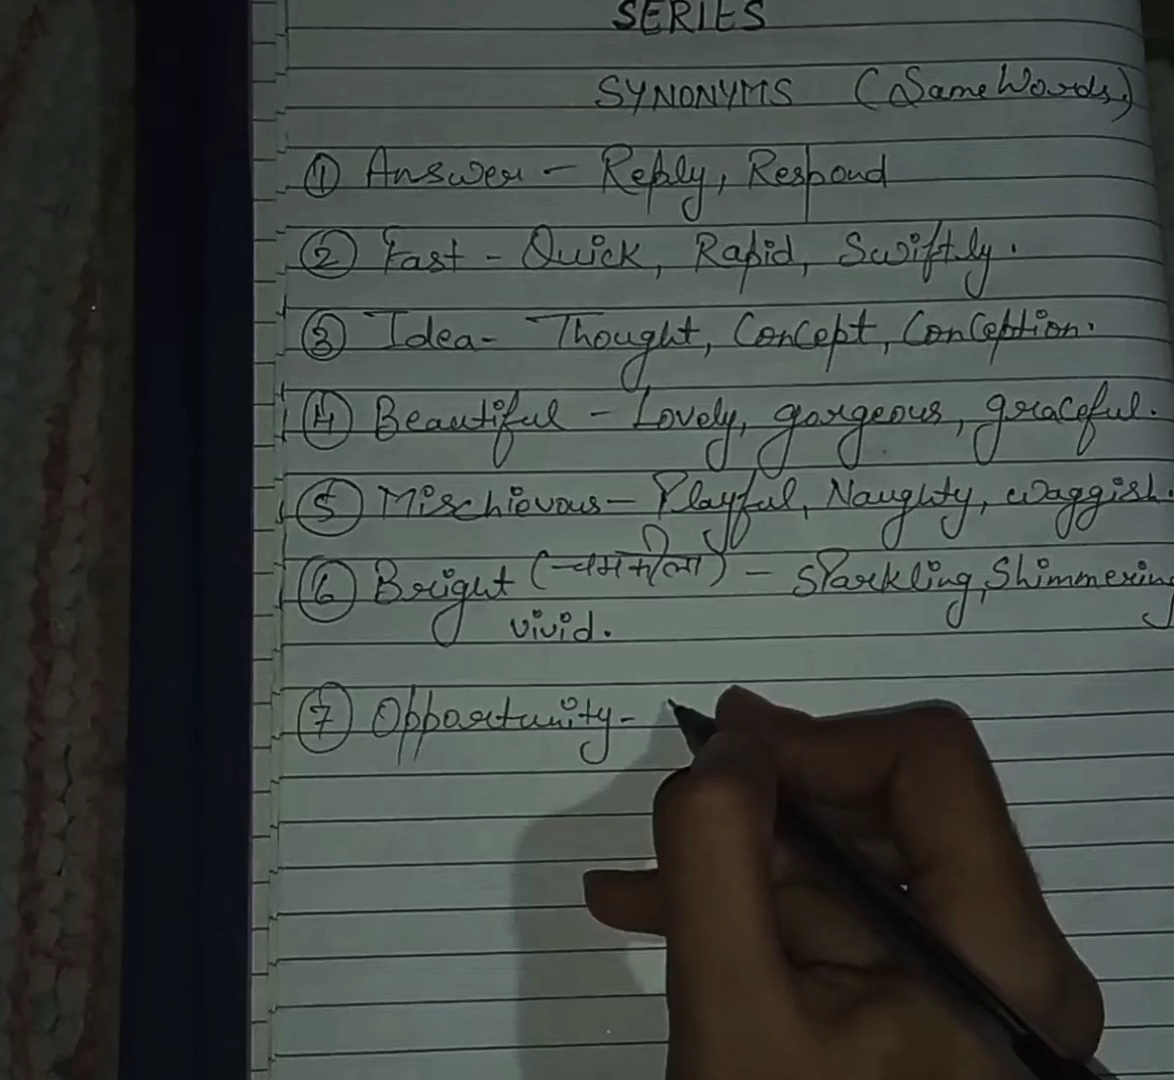 SERIES
SYNONYMS (Same Words)
① Answer - Reply, Respond
② Fast - Quick, Rapid, Swiftly.
③ Idea- Thought, Concept, Conception.
④ Beautiful - Lovely, gorgeous, graceful.
⑤ Mischievous - Playful, Naughty, waggish.
⑥ Bright (चमकीला) - Sparkling, Shimmering
vivid.
⑦ Opportunity-